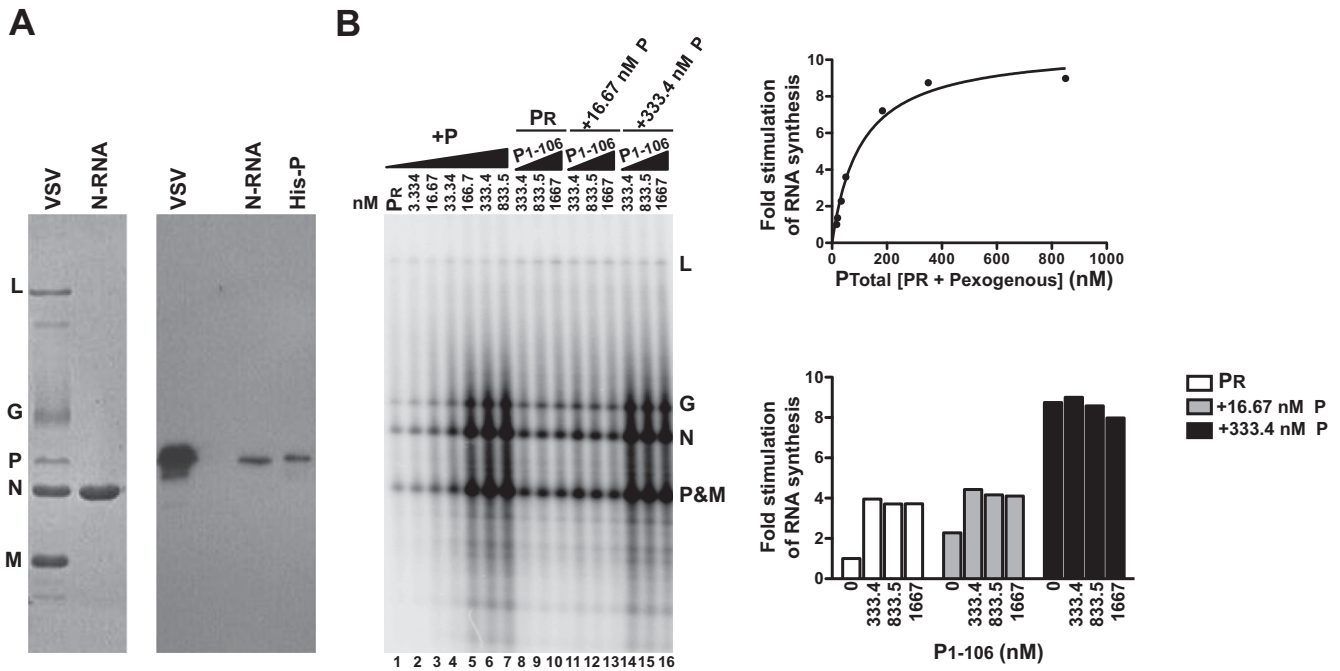 A
VSV
N-RNA
VSV
N-RNA
His-P
L
G
P
N
M
B
+P
PR
+16.67 nM P
+333.4 nM P
P1-106
P1-106
P1-106
nM
PR
3.334
16.67
33.34
166.7
333.4
833.5
333.4
833.5
1667
333.4
833.5
1667
333.4
833.5
1667
L
G
N
P&M
1 2 3 4 5 6 7 8 9 10 11 12 13 14 15 16
Fold stimulation
of RNA synthesis
10
8
6
4
2
0
0 200 400 600 800 1000
PTotal [PR + Pexogenous] (nM)
Fold stimulation
of RNA synthesis
10
8
6
4
2
0
0
333.4
833.5
1667
0
333.4
833.5
1667
0
333.4
833.5
1667
P1-106 (nM)
PR
+16.67 nM P
+333.4 nM P